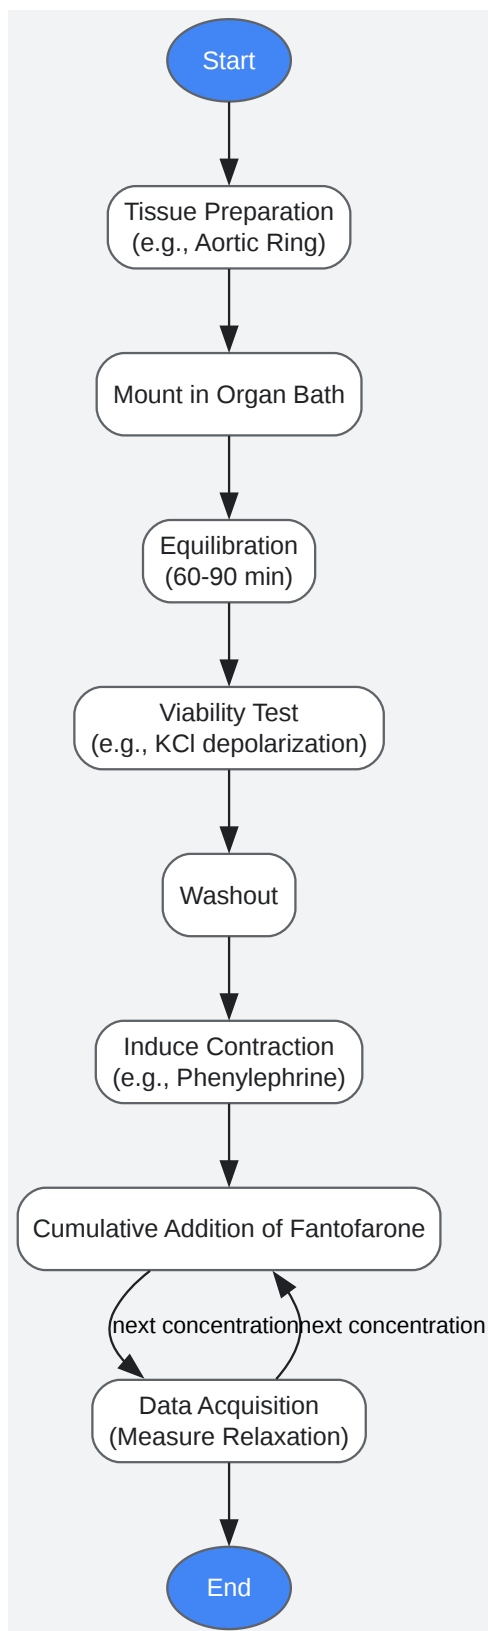 Start
Tissue Preparation
(e.g., Aortic Ring)
Mount in Organ Bath
Equilibration
(60-90 min)
Viability Test
(e.g., KCl depolarization)
Washout
Induce Contraction
(e.g., Phenylephrine)
Cumulative Addition of Fantofarone
next concentration
next concentration
Data Acquisition
(Measure Relaxation)
End